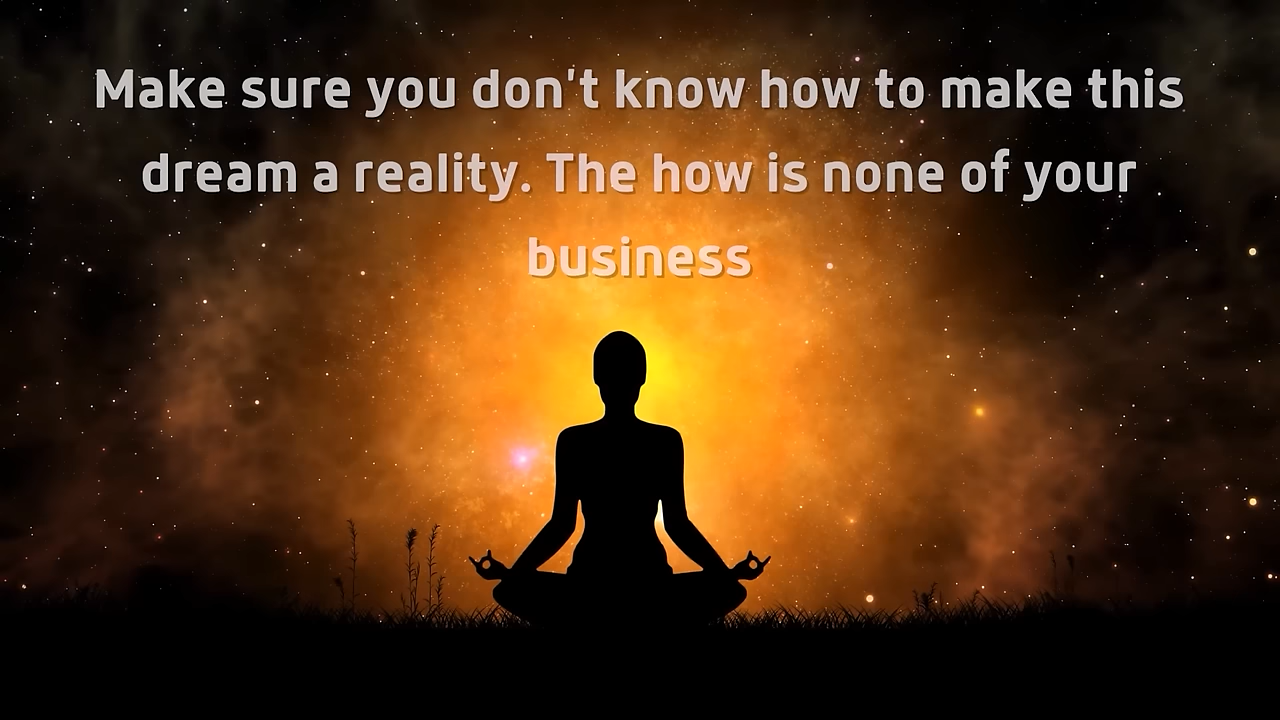 Make sure you don't know how to make this
dream a reality. The how is none of your
business